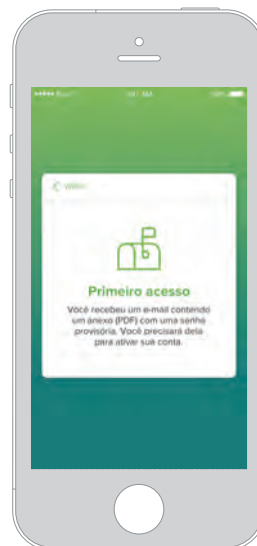 Primeiro acesso
Você recebeu um e-mail contendo
um anexo (PDF) com uma senha
provisória. Você precisará dela
para ativar sua conta.